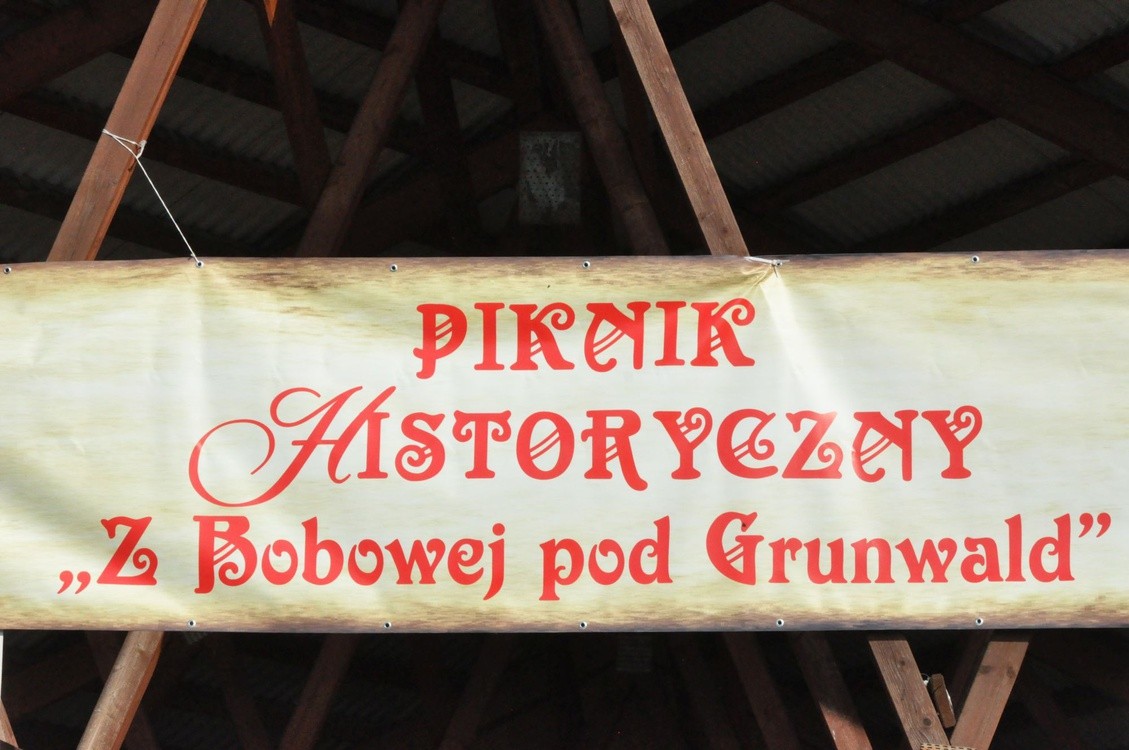 PIKNIK
HISTORYCZNY
„Z Bobowej pod Grunwald”